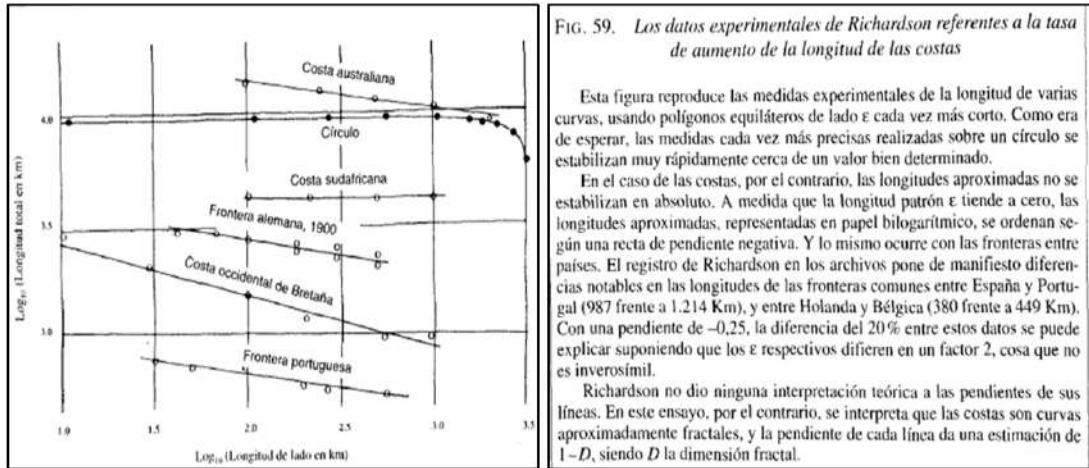 Costa australiana
4.0
Círculo
Costa sudafricana
3.5
Frontera alemana, 1900
Costa occidental de Bretaña
3.0
Frontera portuguesa
1.0 1.5 2.0 2.5 3.0 3.5
Log₁₀ (Longitud de lado en km)
Log₁₀ (Longitud total en km)
FIG. 59. Los datos experimentales de Richardson referentes a la tasa
de aumento de la longitud de las costas
Esta figura reproduce las medidas experimentales de la longitud de varias
curvas, usando polígonos equiláteros de lado ε cada vez más corto. Como era
de esperar, las medidas cada vez más precisas realizadas sobre un círculo se
estabilizan muy rápidamente cerca de un valor bien determinado.
En el caso de las costas, por el contrario, las longitudes aproximadas no se
estabilizan en absoluto. A medida que la longitud patrón ε tiende a cero, las
longitudes aproximadas, representadas en papel bilogarítmico, se ordenan se-
gún una recta de pendiente negativa. Y lo mismo ocurre con las fronteras entre
países. El registro de Richardson en los archivos pone de manifiesto diferen-
cias notables en las longitudes de las fronteras comunes entre España y Portu-
gal (987 frente a 1.214 Km), y entre Holanda y Bélgica (380 frente a 449 Km).
Con una pendiente de –0,25, la diferencia del 20% entre estos datos se puede
explicar suponiendo que los ε respectivos difieren en un factor 2, cosa que no
es inverosímil.
Richardson no dio ninguna interpretación teórica a las pendientes de sus
líneas. En este ensayo, por el contrario, se interpreta que las costas son curvas
aproximadamente fractales, y la pendiente de cada línea da una estimación de
1–D, siendo D la dimensión fractal.